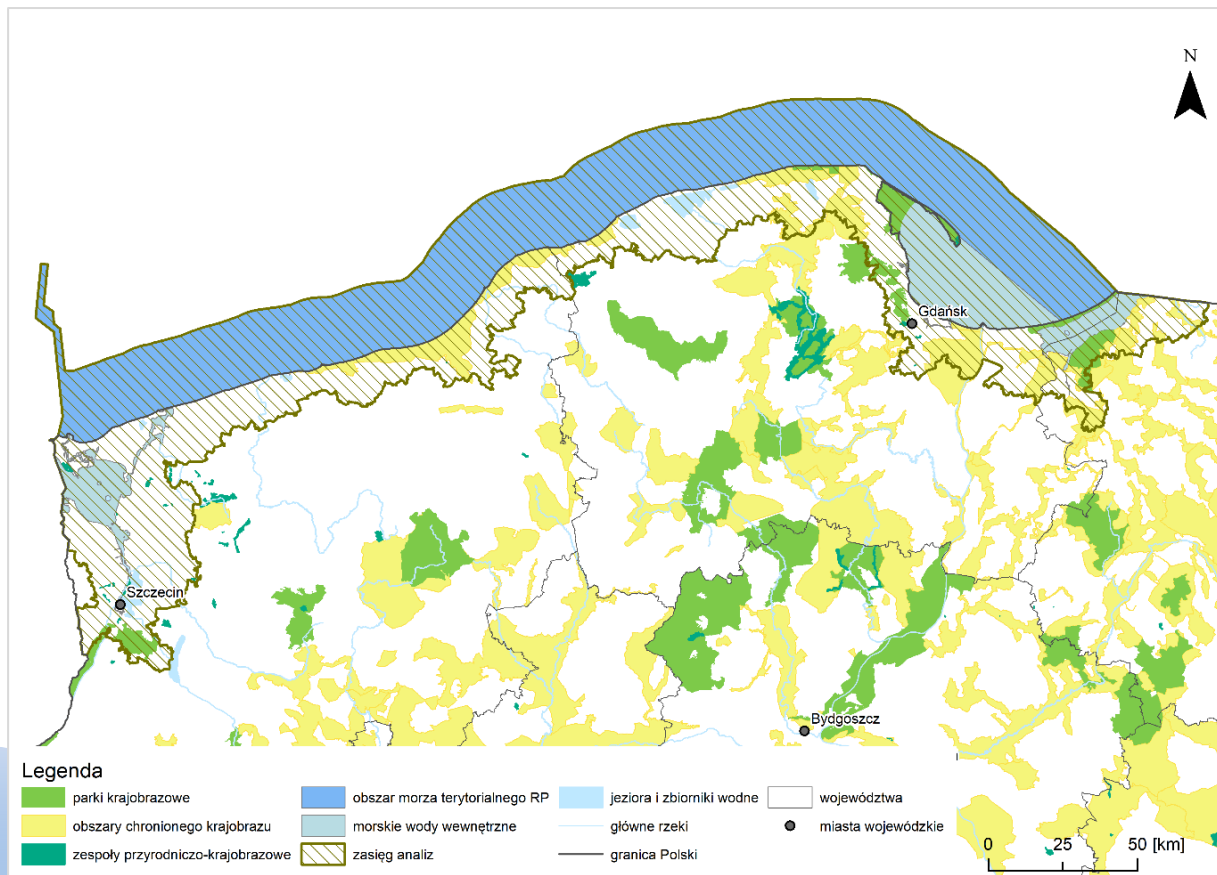 N
Gdańsk
Szczecin
Bydgoszcz
Legenda
parki krajobrazowe
obszary chronionego krajobrazu
zespoły przyrodniczo-krajobrazowe
obszar morza terytorialnego RP
morskie wody wewnętrzne
zasięg analiz
jeziora i zbiorniki wodne
główne rzeki
granica Polski
województwa
miasta wojewódzkie
0 25 50 [km]